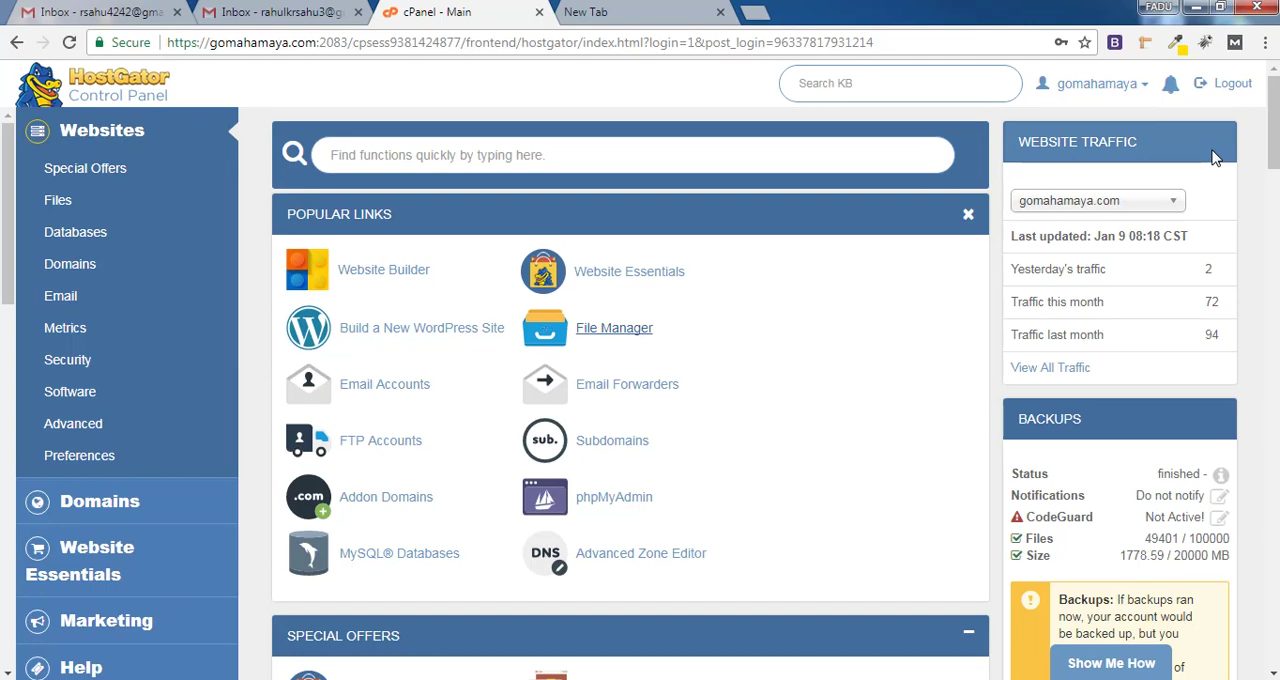 Inbox - rsahu4242@gma
Inbox - rahulkrsahu3@g
cPanel - Main
New Tab
FADU
Secure
https://gomahamaya.com:2083/cpsess9381424877/frontend/hostgator/index.html?login=1&post_login=96337817931214
HostGator
Control Panel
Search KB
gomahamaya
Logout
Websites
Special Offers
Files
Databases
Domains
Email
Metrics
Security
Software
Advanced
Preferences
Domains
Website
Essentials
Marketing
Help
Find functions quickly by typing here.
POPULAR LINKS
Website Builder
Website Essentials
Build a New WordPress Site
File Manager
Email Accounts
Email Forwarders
FTP Accounts
sub.
Subdomains
.com
Addon Domains
phpMyAdmin
MySQL® Databases
DNS
Advanced Zone Editor
SPECIAL OFFERS
WEBSITE TRAFFIC
gomahamaya.com
Last updated: Jan 9 08:18 CST
Yesterday's traffic 2
Traffic this month 72
Traffic last month 94
View All Traffic
BACKUPS
Status finished -
Notifications Do not notify
CodeGuard Not Active!
Files 49401 / 100000
Size 1778.59 / 20000 MB
Backups: If backups ran
now, your account would
be backed up, but you
Show Me How
of